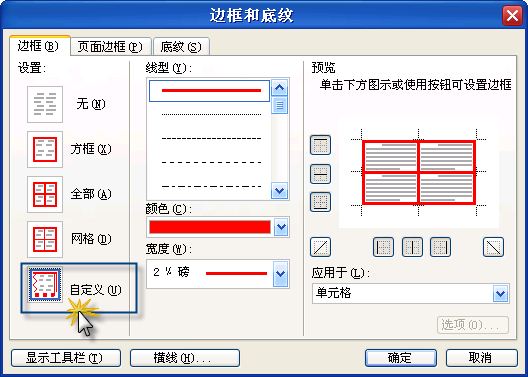 边框和底纹
边框(B) 页面边框(P) 底纹(S)
设置:
无(N)
方框(X)
全部(A)
网格(D)
自定义(U)
线型(Y):
颜色(C):
宽度(W):
2 ¼ 磅
预览
单击下方图示或使用按钮可设置边框
应用于(L):
单元格
选项(O)...
显示工具栏(T) 横线(H)... 确定 取消